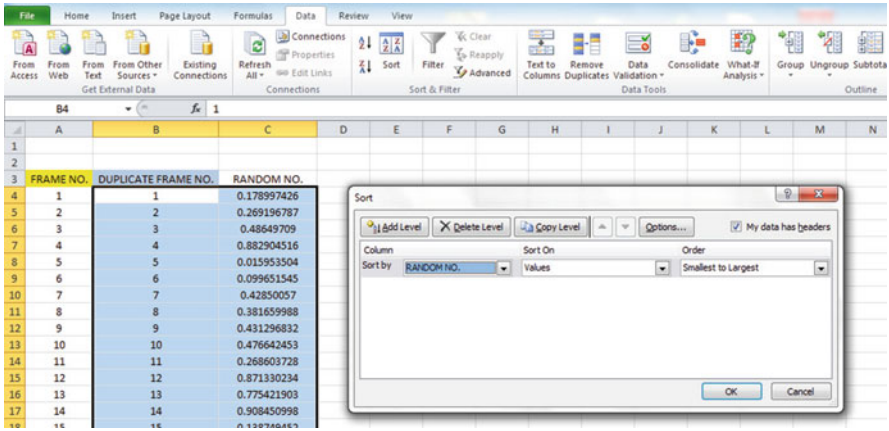 File Home Insert Page Layout Formulas Data Review View
From Access
From Web
From Text
From Other Sources
Existing Connections
Get External Data
Refresh All
Connections
Properties
Edit Links
Connections
Sort
Filter
Clear
Reapply
Advanced
Sort & Filter
Text to Columns
Remove Duplicates
Data Validation
Consolidate
What-If Analysis
Data Tools
Group
Ungroup
Subtota
Outline
B4 fx 1
A B C D E F G H I J K L M N
1
2
3 FRAME NO. DUPLICATE FRAME NO. RANDOM NO.
4 1 1 0.178997426
5 2 2 0.269196787
6 3 3 0.48649709
7 4 4 0.882904516
8 5 5 0.015953504
9 6 6 0.099651545
10 7 7 0.42850057
11 8 8 0.381659988
12 9 9 0.431296832
13 10 10 0.476642453
14 11 11 0.268603728
15 12 12 0.871330234
16 13 13 0.775421903
17 14 14 0.908450998
18 15 15 0.138749452
Sort
Add Level Delete Level Copy Level Options... My data has headers
Column Sort On Order
Sort by RANDOM NO. Values Smallest to Largest
OK Cancel